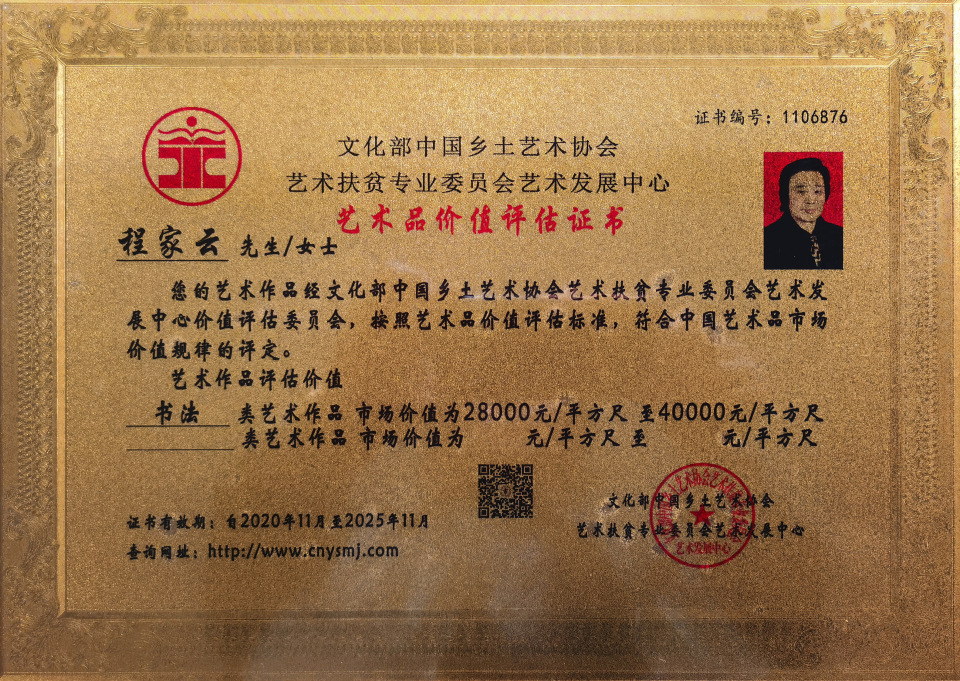 证书编号：1106876
文化部中国乡土艺术协会
艺术扶贫专业委员会艺术发展中心
艺术品价值评估证书
程家云 先生/女士
您的艺术作品经文化部中国乡土艺术协会艺术扶贫专业委员会艺术发
展中心价值评估委员会，按照艺术品价值评估标准，符合中国艺术品市场
价值规律的评定。
艺术作品评估价值
书法 类艺术作品 市场价值为28000元/平方尺 至40000元/平方尺
类艺术作品 市场价值为 元/平方尺 至 元/平方尺
文化部中国乡土艺术协会
艺术扶贫专业委员会艺术发展中心
艺术发展中心
证书有效期：自2020年11月至2025年11月
查询网址：http://www.cnysmj.com